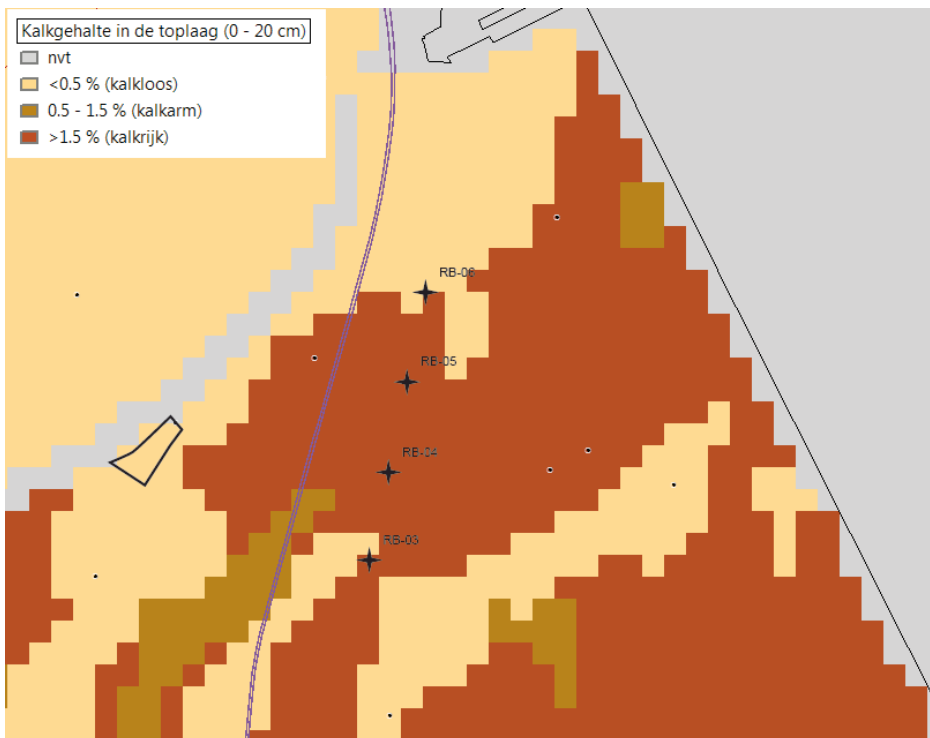 Kalkgehalte in de toplaag (0 - 20 cm)
nvt
<0.5 % (kalkloos)
0.5 - 1.5 % (kalkarm)
>1.5 % (kalkrijk)
RB-06
RB-05
RB-04
RB-03